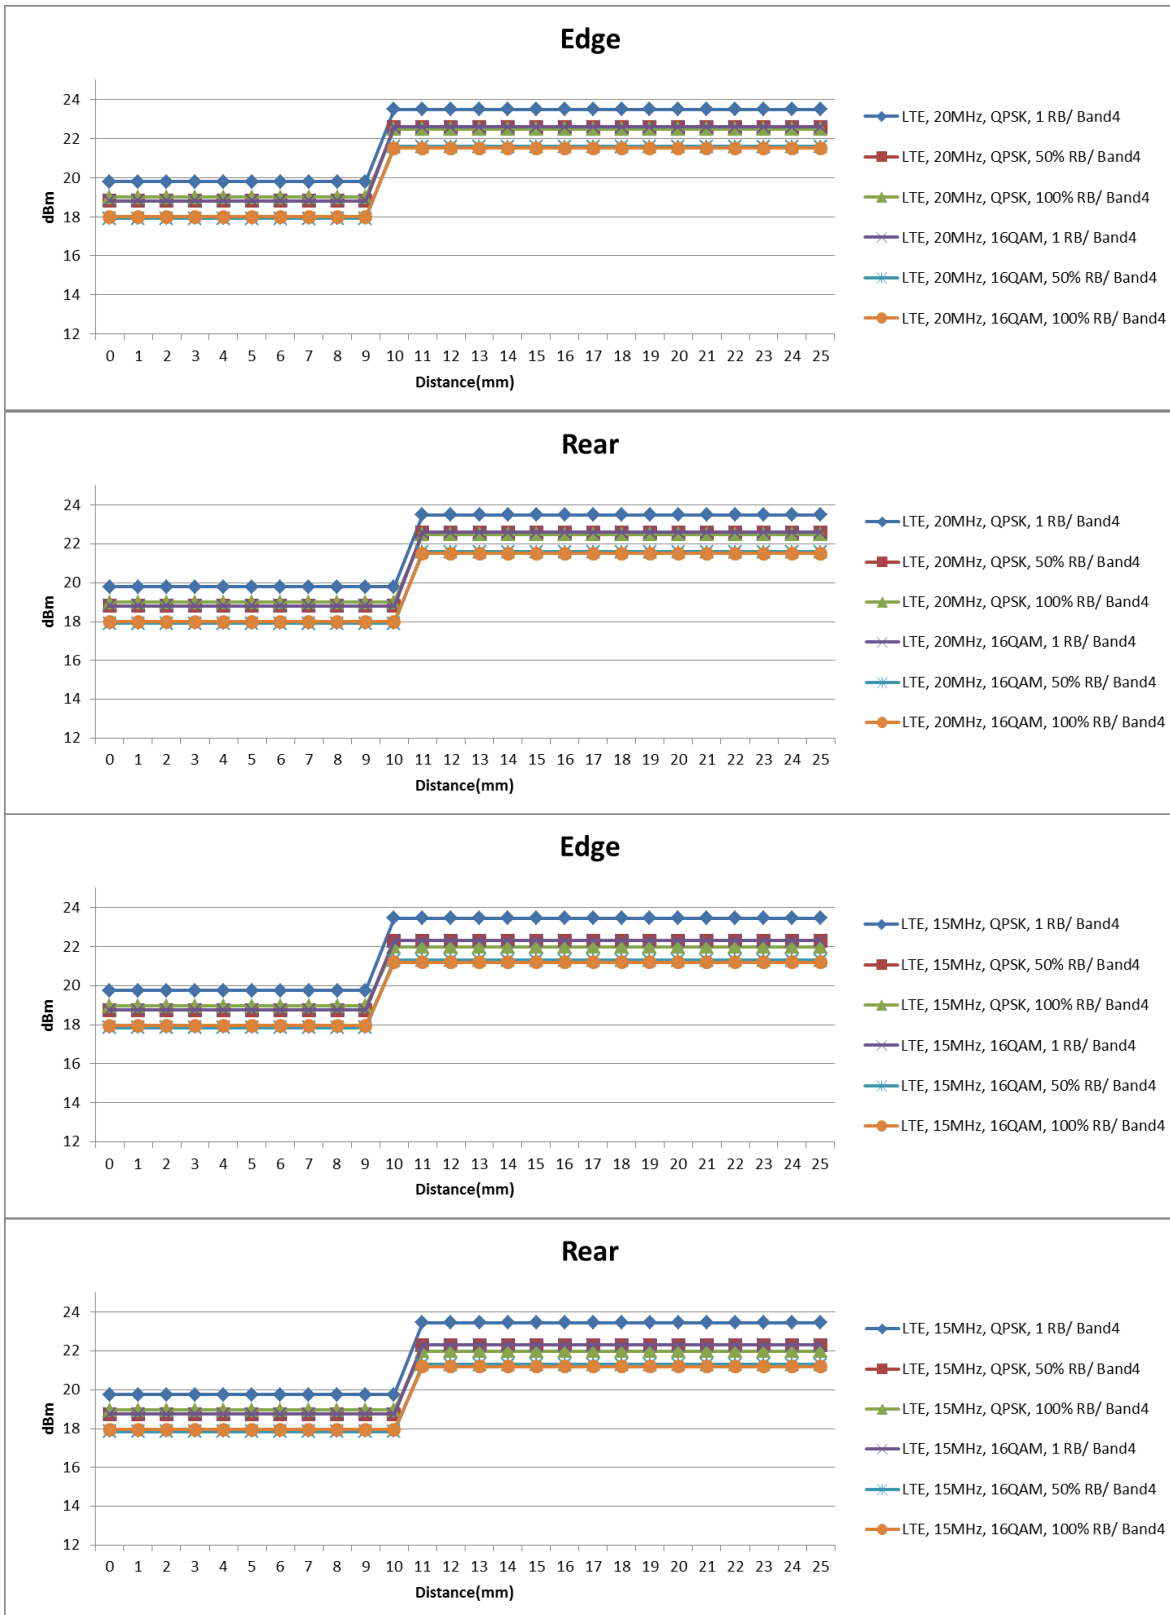 Edge
24
22
20
18
16
14
12
dBm
0 1 2 3 4 5 6 7 8 9 10 11 12 13 14 15 16 17 18 19 20 21 22 23 24 25
Distance(mm)
LTE, 20MHz, QPSK, 1 RB/ Band4
LTE, 20MHz, QPSK, 50% RB/ Band4
LTE, 20MHz, QPSK, 100% RB/ Band4
LTE, 20MHz, 16QAM, 1 RB/ Band4
LTE, 20MHz, 16QAM, 50% RB/ Band4
LTE, 20MHz, 16QAM, 100% RB/ Band4
Rear
24
22
20
18
16
14
12
dBm
0 1 2 3 4 5 6 7 8 9 10 11 12 13 14 15 16 17 18 19 20 21 22 23 24 25
Distance(mm)
LTE, 20MHz, QPSK, 1 RB/ Band4
LTE, 20MHz, QPSK, 50% RB/ Band4
LTE, 20MHz, QPSK, 100% RB/ Band4
LTE, 20MHz, 16QAM, 1 RB/ Band4
LTE, 20MHz, 16QAM, 50% RB/ Band4
LTE, 20MHz, 16QAM, 100% RB/ Band4
Edge
24
22
20
18
16
14
12
dBm
0 1 2 3 4 5 6 7 8 9 10 11 12 13 14 15 16 17 18 19 20 21 22 23 24 25
Distance(mm)
LTE, 15MHz, QPSK, 1 RB/ Band4
LTE, 15MHz, QPSK, 50% RB/ Band4
LTE, 15MHz, QPSK, 100% RB/ Band4
LTE, 15MHz, 16QAM, 1 RB/ Band4
LTE, 15MHz, 16QAM, 50% RB/ Band4
LTE, 15MHz, 16QAM, 100% RB/ Band4
Rear
24
22
20
18
16
14
12
dBm
0 1 2 3 4 5 6 7 8 9 10 11 12 13 14 15 16 17 18 19 20 21 22 23 24 25
Distance(mm)
LTE, 15MHz, QPSK, 1 RB/ Band4
LTE, 15MHz, QPSK, 50% RB/ Band4
LTE, 15MHz, QPSK, 100% RB/ Band4
LTE, 15MHz, 16QAM, 1 RB/ Band4
LTE, 15MHz, 16QAM, 50% RB/ Band4
LTE, 15MHz, 16QAM, 100% RB/ Band4